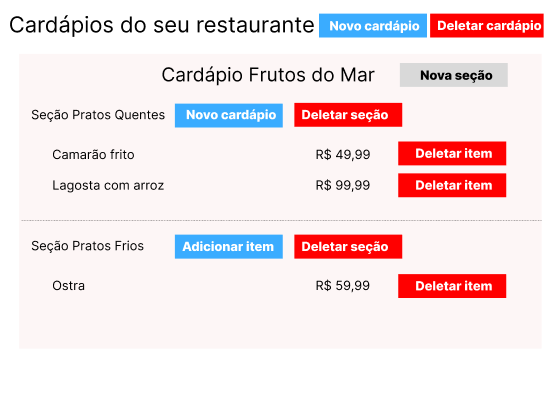 Cardápios do seu restaurante Novo cardápio Deletar cardápio
Cardápio Frutos do Mar Nova seção
Seção Pratos Quentes Novo cardápio Deletar seção
Camarão frito R$ 49,99 Deletar item
Lagosta com arroz R$ 99,99 Deletar item
Seção Pratos Frios Adicionar item Deletar seção
Ostra R$ 59,99 Deletar item